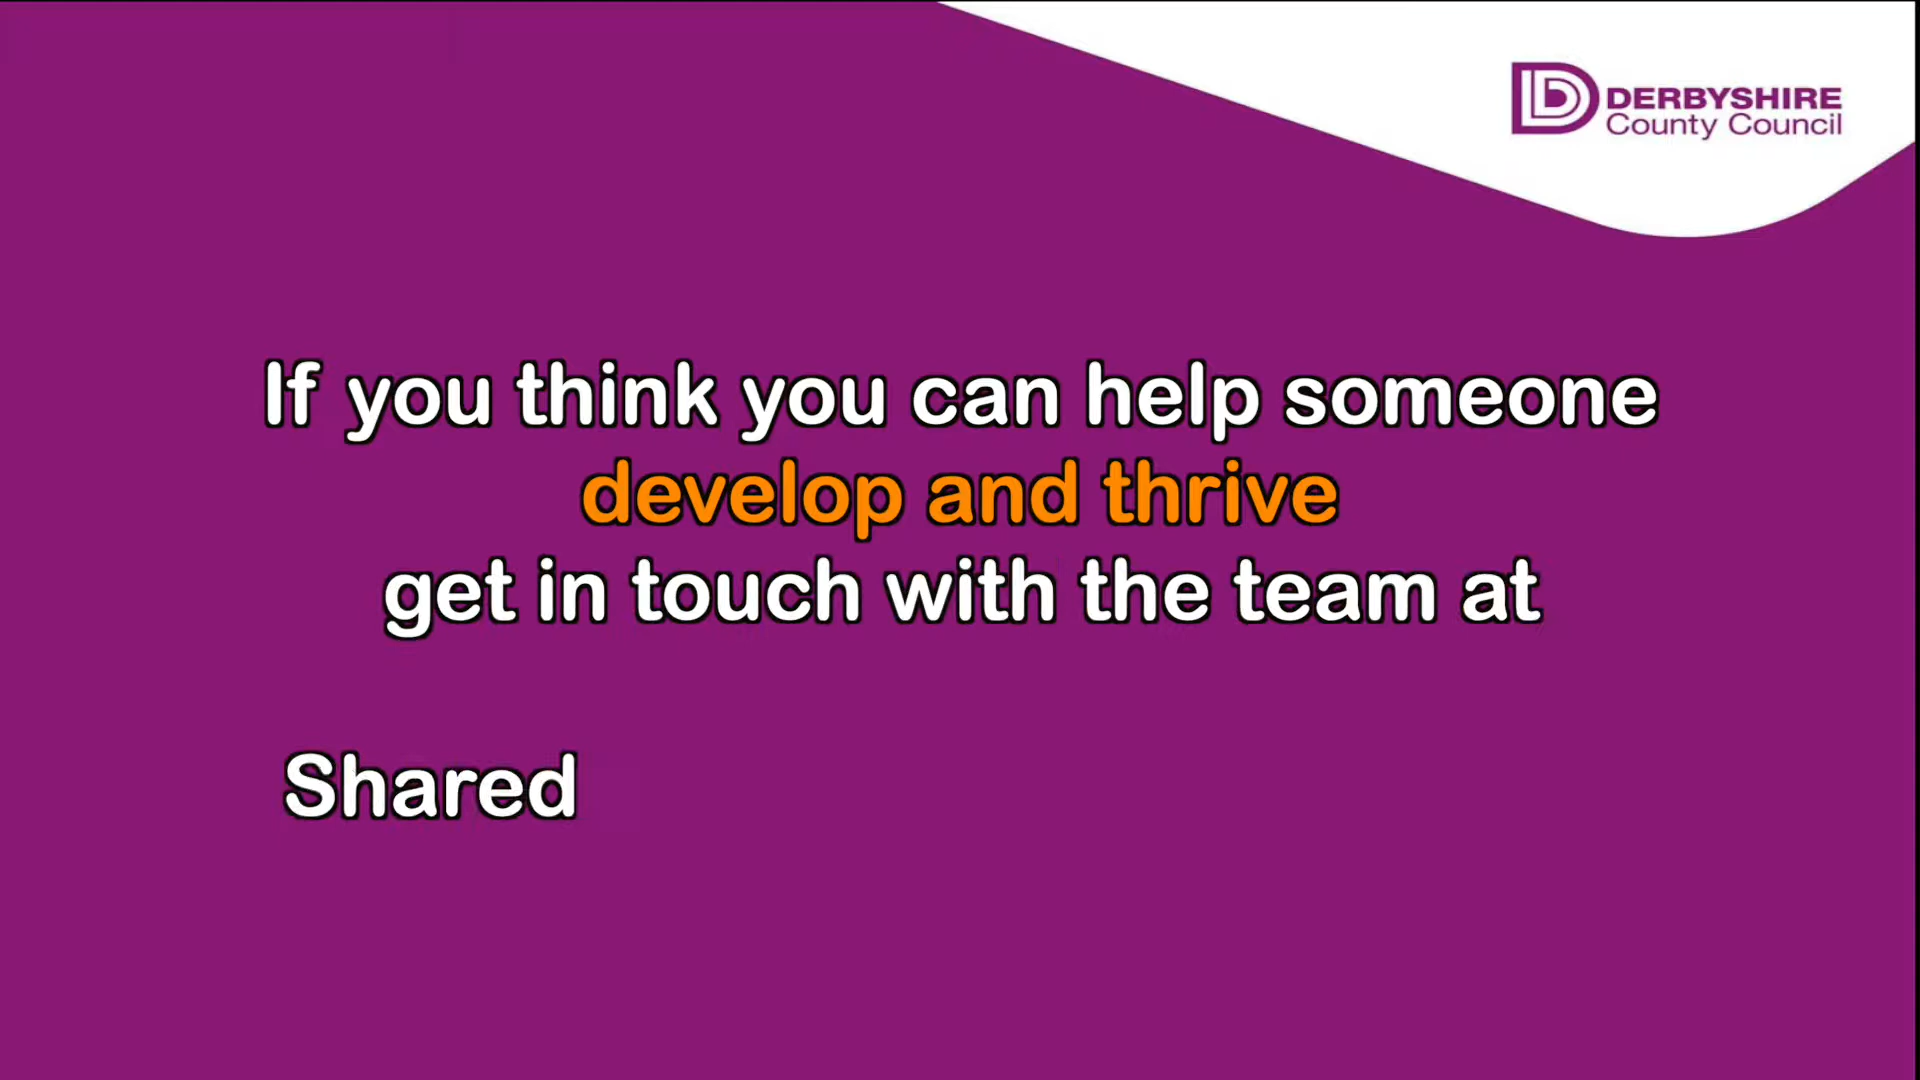 DERBYSHIRE
County Council
If you think you can help someone
develop and thrive
get in touch with the team at
Shared